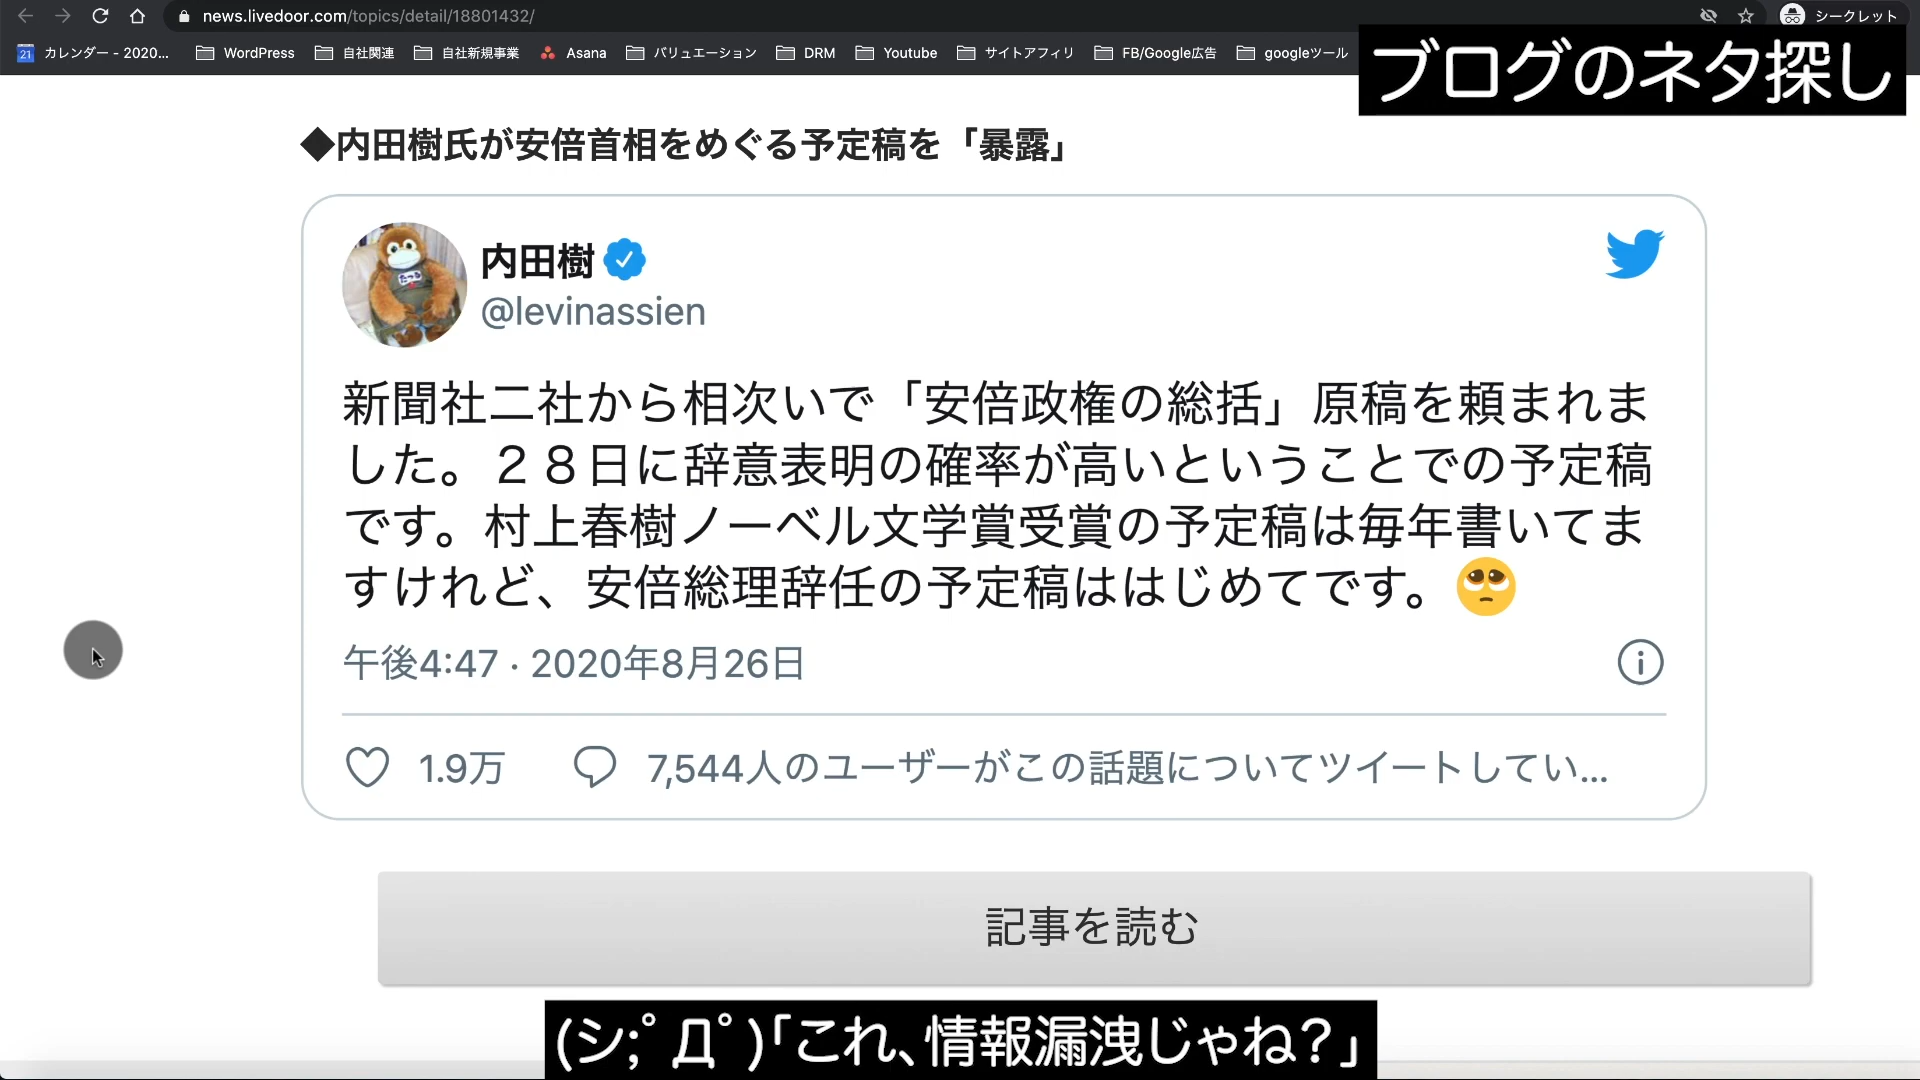 news.livedoor.com/topics/detail/18801432/
シークレット
21 カレンダー - 2020... WordPress 自社関連 自社新規事業 Asana バリュエーション DRM Youtube サイトアフィリ FB/Google広告 googleツール
ブログのネタ探し
◆内田樹氏が安倍首相をめぐる予定稿を「暴露」
内田樹
@levinassien
新聞社二社から相次いで「安倍政権の総括」原稿を頼まれま
した。２８日に辞意表明の確率が高いということでの予定稿
です。村上春樹ノーベル文学賞受賞の予定稿は毎年書いてま
すけれど、安倍総理辞任の予定稿ははじめてです。🥺
午後4:47 · 2020年8月26日
1.9万 7,544人のユーザーがこの話題についてツイートしてい...
記事を読む
(シ;ﾟДﾟ)「これ、情報漏洩じゃね？」